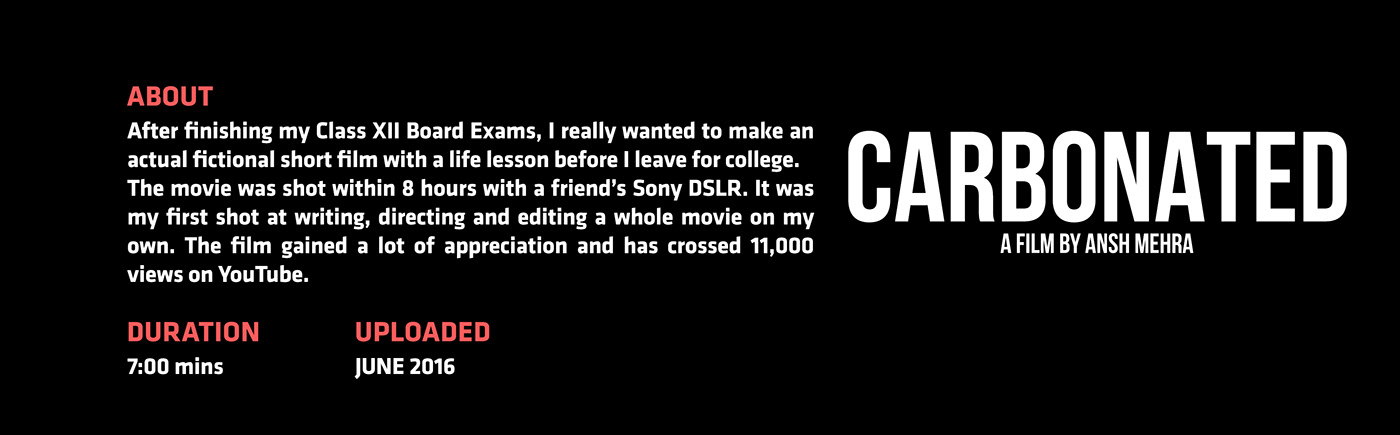 ABOUT
After finishing my Class XII Board Exams, I really wanted to make an
actual fictional short film with a life lesson before I leave for college.
The movie was shot within 8 hours with a friend's Sony DSLR. It was
my first shot at writing, directing and editing a whole movie on my
own. The film gained a lot of appreciation and has crossed 11,000
views on YouTube.
DURATION
7:00 mins
UPLOADED
JUNE 2016
CARBONATED
A FILM BY ANSH MEHRA